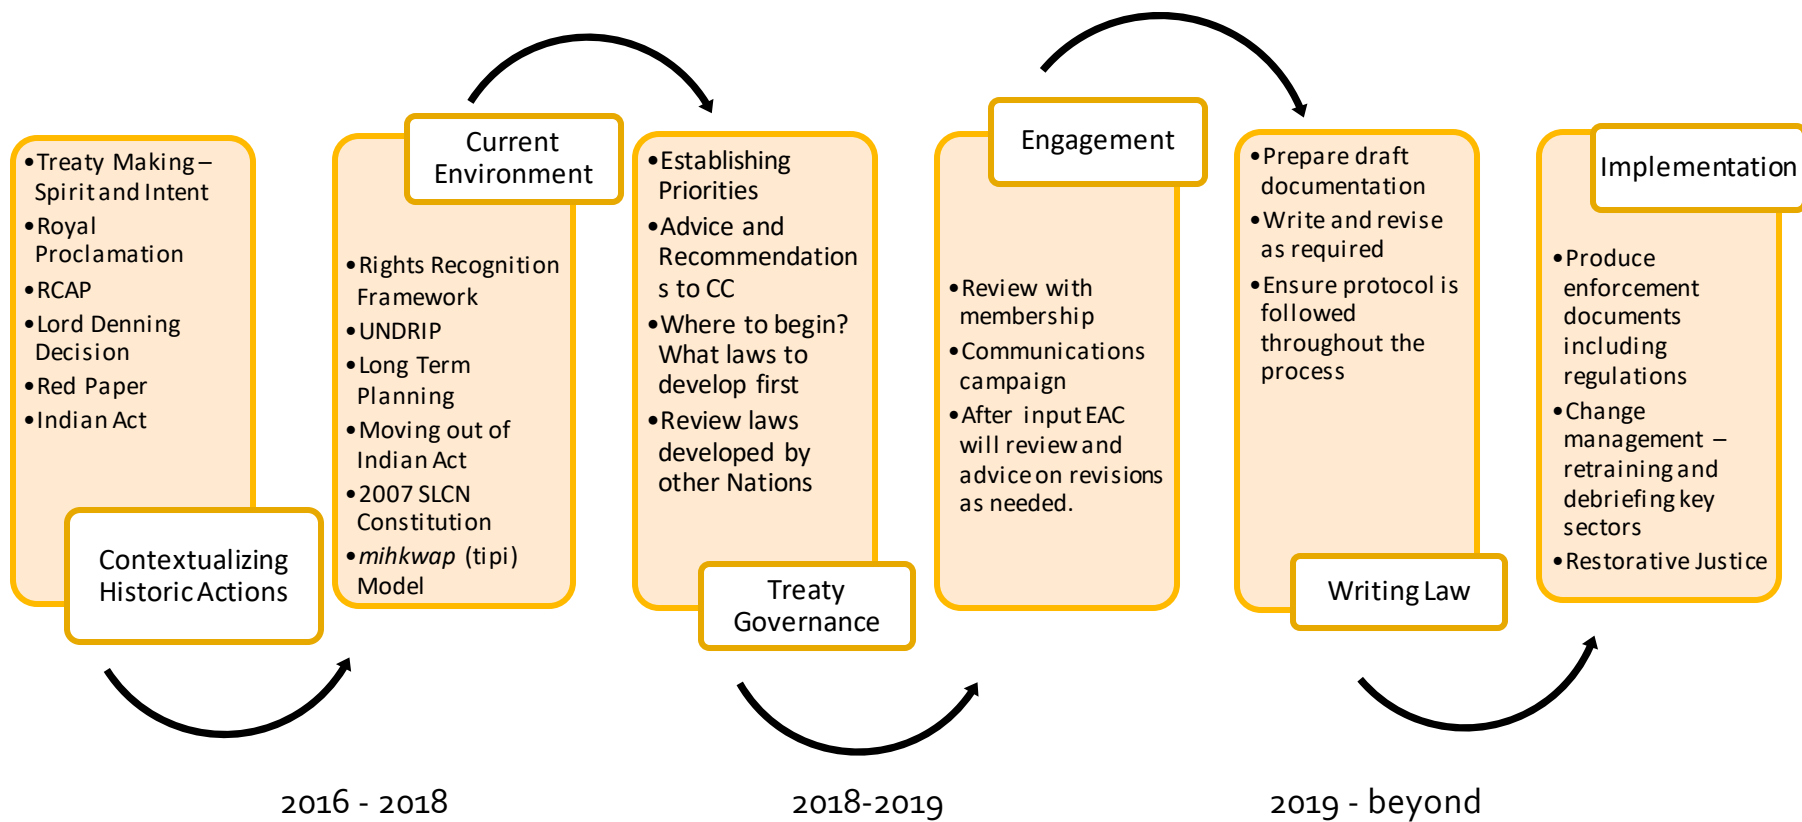 •Treaty Making –
Spirit and Intent
•Royal
Proclamation
•RCAP
•Lord Denning
Decision
•Red Paper
•Indian Act
Contextualizing
Historic Actions
Current
Environment
•Rights Recognition
Framework
•UNDRIP
•Long Term
Planning
•Moving out of
Indian Act
•2007 SLCN
Constitution
•mihkwap (tipi)
Model
•Establishing
Priorities
•Advice and
Recommendation
s to CC
•Where to begin?
What laws to
develop first
•Review laws
developed by
other Nations
Treaty
Governance
Engagement
•Review with
membership
•Communications
campaign
•After input EAC
will review and
advice on revisions
as needed.
•Prepare draft
documentation
•Write and revise
as required
•Ensure protocol is
followed
throughout the
process
Writing Law
Implementation
•Produce
enforcement
documents
including
regulations
•Change
management –
retraining and
debriefing key
sectors
•Restorative Justice
2016 - 2018
2018-2019
2019 - beyond